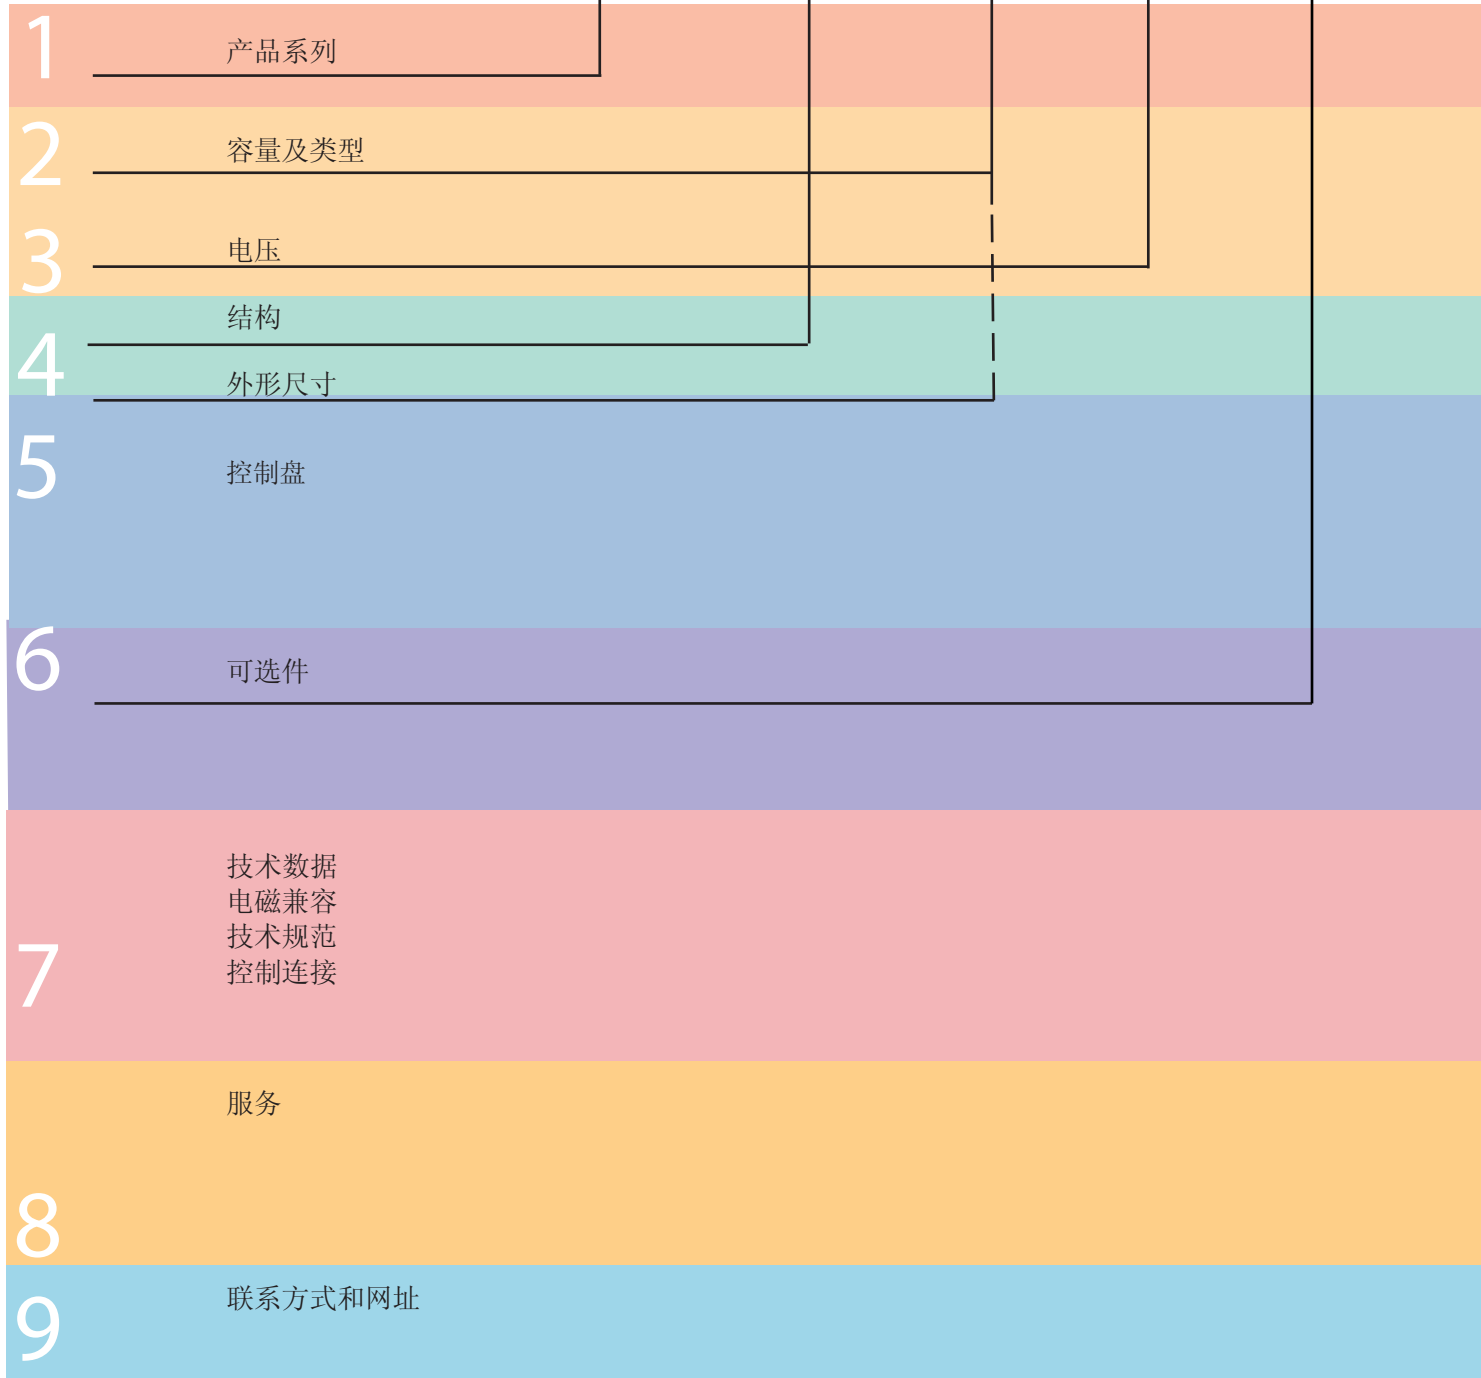 1 产品系列
2 容量及类型
3 电压
结构
4
外形尺寸
5 控制盘
6 可选件
技术数据
电磁兼容
技术规范
7 控制连接
服务
8
9 联系方式和网址